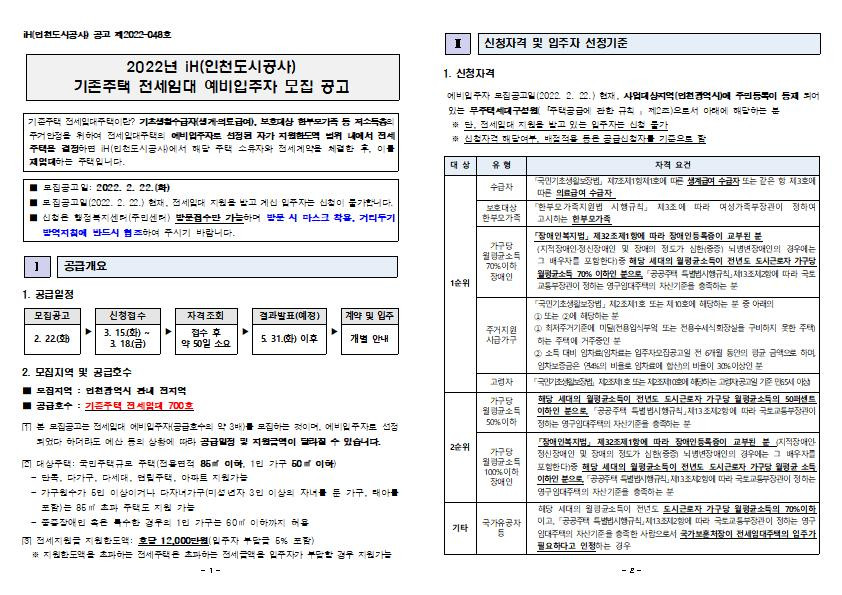 iH(인천도시공사) 공고 제2022-048호
2022년 iH(인천도시공사)
기존주택 전세임대 예비입주자 모집 공고
기존주택 전세임대주택이란? 기초생활수급자(생계·의료급여), 보호대상 한부모가족 등 저소득층의
주거안정을 위하여 전세임대주택의 예비입주자로 선정된 자가 지원한도액 범위 내에서 전세
주택을 결정하면 iH(인천도시공사)에서 해당 주택 소유자와 전세계약을 체결한 후, 이를
재임대하는 주택입니다.
■ 모집공고일: 2022. 2. 22.(화)
■ 모집공고일(2022. 2. 22.) 현재, 전세임대 지원을 받고 계신 입주자는 신청이 불가합니다.
■ 신청은 행정복지센터(주민센터) 방문접수만 가능하며 방문 시 마스크 착용, 거리두기
방역지침에 반드시 협조하여 주시기 바랍니다.
Ⅰ 공급개요
1. 공급일정
모집공고 신청접수 자격조회 결과발표(예정) 계약 및 입주
2. 22.(화) ▶ 3. 15.(화) ~ 3. 18.(금) ▶ 접수 후 약 50일 소요 ▶ 5. 31.(화) 이후 ▶ 개별 안내
2. 모집지역 및 공급호수
■ 모집지역 : 인천광역시 관내 전지역
■ 공급호수 : 기존주택 전세임대 700호
[1] 본 모집공고는 전세임대 예비입주자(공급호수의 약 3배)를 모집하는 것이며, 예비입주자로 선정
되었다 하더라도 예산 등의 상황에 따라 공급일정 및 지원금액이 달라질 수 있습니다.
[2] 대상주택: 국민주택규모 주택(전용면적 85㎡ 이하, 1인 가구 50㎡ 이하)
- 단독, 다가구, 다세대, 연립주택, 아파트 지원가능
- 가구원수가 5인 이상이거나 다자녀가구(미성년자 3인 이상의 자녀를 둔 가구, 태아를
포함)는 85㎡ 초과 주택도 지원 가능
- 중증장애인 혹은 특수한 경우의 1인 가구는 60㎡ 이하까지 허용
[3] 전세지원금 지원한도액: 호당 12,000만원(입주자 부담금 5% 포함)
※ 지원한도액을 초과하는 전세주택은 초과하는 전세금액을 입주자가 부담할 경우 지원가능
- 1 -
Ⅱ 신청자격 및 입주자 선정기준
1. 신청자격
예비입주자 모집공고일(2022. 2. 22.) 현재, 사업대상지역(인천광역시)에 주민등록이 등재 되어
있는 무주택세대구성원(「주택공급에 관한 규칙」 제2조)으로서 아래에 해당하는 분
※ 단, 전세임대 지원을 받고 있는 입주자는 신청 불가
※ 신청자격 해당여부, 배점적용 등은 공급신청자를 기준으로 함
대 상 유 형 자격 요건
1순위
수급자
「국민기초생활보장법」 제7조제1항제1호에 따른 생계급여 수급자 또는 같은 항 제3호에
따른 의료급여 수급자
보호대상 한부모가족
「한부모가족지원법 시행규칙」 제3조에 따라 여성가족부장관이 정하여
고시하는 한부모가족
가구당 월평균소득 70%이하 장애인
「장애인복지법」 제32조제1항에 따라 장애인등록증이 교부된 분
(지적장애인·정신장애인 및 장애의 정도가 심한(중증) 뇌병변장애인의 경우에는
그 배우자를 포함한다)중 해당 세대의 월평균소득이 전년도 도시근로자 가구당
월평균소득 70% 이하인 분으로, 「공공주택 특별법시행규칙」제13조제2항에 따라 국토
교통부장관이 정하는 영구임대주택의 자산기준을 충족하는 분
주거지원 시급가구
「국민기초생활보장법」 제2조제1호 또는 제10호에 해당하는 분 중 아래의
① 또는 ②에 해당하는 분
① 최저주거기준에 미달(전용입식부엌 또는 전용수세식화장실을 구비하지 못한 주택)
하는 주택에 거주중인 분
② 소득 대비 임차료(임차료는 입주자모집공고일 전 6개월 동안의 평균 금액으로 하며,
임차보증금은 연4%의 비율로 임차료에 합산)의 비율이 30%이상인 분
고령자
「국민기초생활보장법」 제2조제1호 또는 제2조제10호에 해당하는 고령자(공고일 기준 만65세 이상)
2순위
가구당 월평균소득 50%이하
해당 세대의 월평균소득이 전년도 도시근로자 가구당 월평균소득의 50퍼센트
이하인 분으로, 「공공주택 특별법시행규칙」제13조제2항에 따라 국토교통부장관이
정하는 영구임대주택의 자산기준을 충족하는 분
가구당 월평균소득 100%이하 장애인
「장애인복지법」 제32조제1항에 따라 장애인등록증이 교부된 분(지적장애인·
정신장애인 및 장애의 정도가 심한(중증) 뇌병변장애인의 경우에는 그 배우자를
포함한다)중 해당 세대의 월평균소득이 전년도 도시근로자 가구당 월평균 소득
이하인 분으로, 「공공주택 특별법시행규칙」제13조제2항에 따라 국토교통부장관이 정하는
영구임대주택의 자산기준을 충족하는 분
기타
국가유공자 등
해당 세대의 월평균소득이 전년도 도시근로자 가구당 월평균소득의 70%이하
이고, 「공공주택 특별법시행규칙」제13조제2항에 따라 국토교통부장관이 정하는 영구
임대주택의 자산기준을 충족한 사람으로서 국가보훈처장이 전세임대주택의 입주가
필요하다고 인정하는 경우
- 2 -